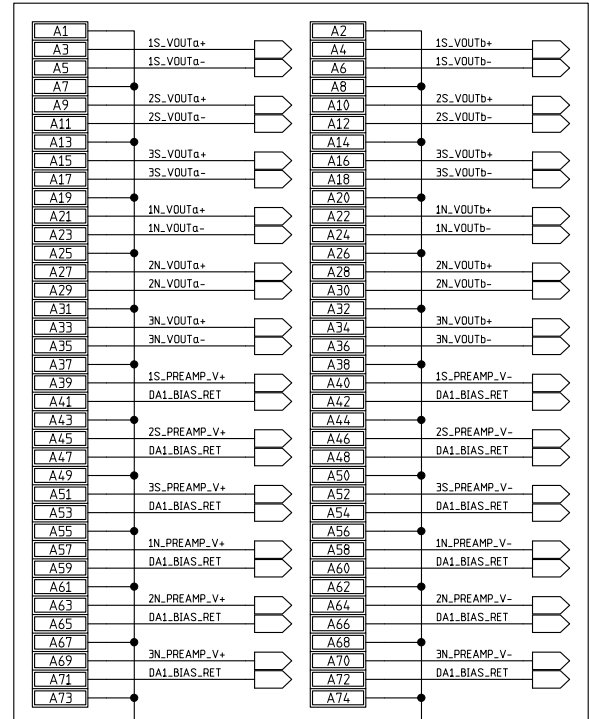 A1 A2
1S_VOUTa+ 1S_VOUTb+
A3 A4
1S_VOUTa- 1S_VOUTb-
A5 A6
A7 A8
2S_VOUTa+ 2S_VOUTb+
A9 A10
2S_VOUTa- 2S_VOUTb-
A11 A12
A13 A14
3S_VOUTa+ 3S_VOUTb+
A15 A16
3S_VOUTa- 3S_VOUTb-
A17 A18
A19 A20
1N_VOUTa+ 1N_VOUTb+
A21 A22
1N_VOUTa- 1N_VOUTb-
A23 A24
A25 A26
2N_VOUTa+ 2N_VOUTb+
A27 A28
2N_VOUTa- 2N_VOUTb-
A29 A30
A31 A32
3N_VOUTa+ 3N_VOUTb+
A33 A34
3N_VOUTa- 3N_VOUTb-
A35 A36
A37 A38
1S_PREAMP_V+ 1S_PREAMP_V-
A39 A40
DA1_BIAS_RET DA1_BIAS_RET
A41 A42
A43 A44
2S_PREAMP_V+ 2S_PREAMP_V-
A45 A46
DA1_BIAS_RET DA1_BIAS_RET
A47 A48
A49 A50
3S_PREAMP_V+ 3S_PREAMP_V-
A51 A52
DA1_BIAS_RET DA1_BIAS_RET
A53 A54
A55 A56
1N_PREAMP_V+ 1N_PREAMP_V-
A57 A58
DA1_BIAS_RET DA1_BIAS_RET
A59 A60
A61 A62
2N_PREAMP_V+ 2N_PREAMP_V-
A63 A64
DA1_BIAS_RET DA1_BIAS_RET
A65 A66
A67 A68
3N_PREAMP_V+ 3N_PREAMP_V-
A69 A70
DA1_BIAS_RET DA1_BIAS_RET
A71 A72
A73 A74